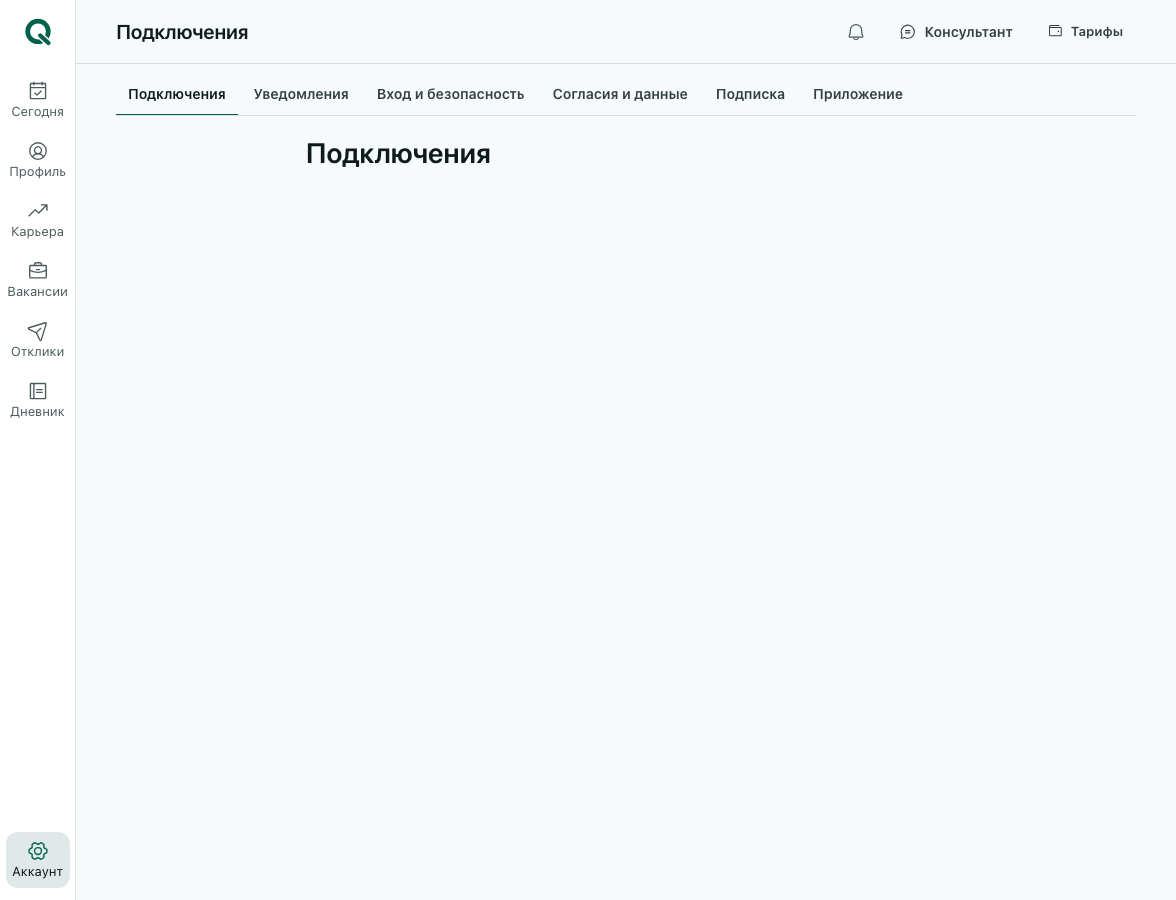 Подключения
Консультант
Тарифы
Сегодня
Профиль
Карьера
Вакансии
Отклики
Дневник
Аккаунт
Подключения
Уведомления
Вход и безопасность
Согласия и данные
Подписка
Приложение
Подключения